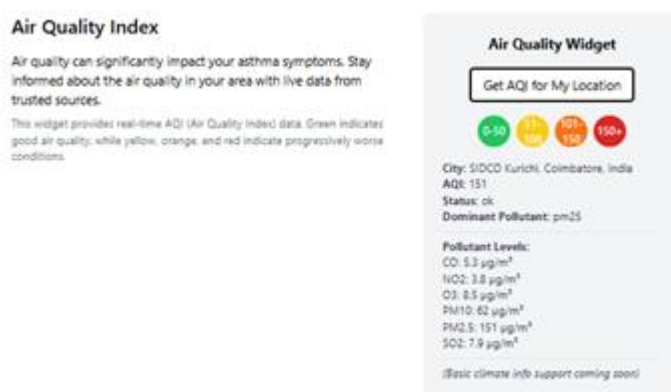 Air Quality Index
Air quality can significantly impact your asthma symptoms. Stay
informed about the air quality in your area with live data from
trusted sources.
This widget provides real-time AQI (Air Quality Index) data. Green indicates
good air quality, while yellow, orange, and red indicate progressively worse
conditions.
Air Quality Widget
Get AQI for My Location
0-50 51-100 101-150 150+
City: SIDCO Kurichi, Coimbatore, India
AQI: 151
Status: ok
Dominant Pollutant: pm25
Pollutant Levels:
CO: 5.3 µg/m³
NO2: 3.8 µg/m³
O3: 8.5 µg/m³
PM10: 62 µg/m³
PM2.5: 151 µg/m³
SO2: 7.9 µg/m³
(Basic climate info support coming soon)